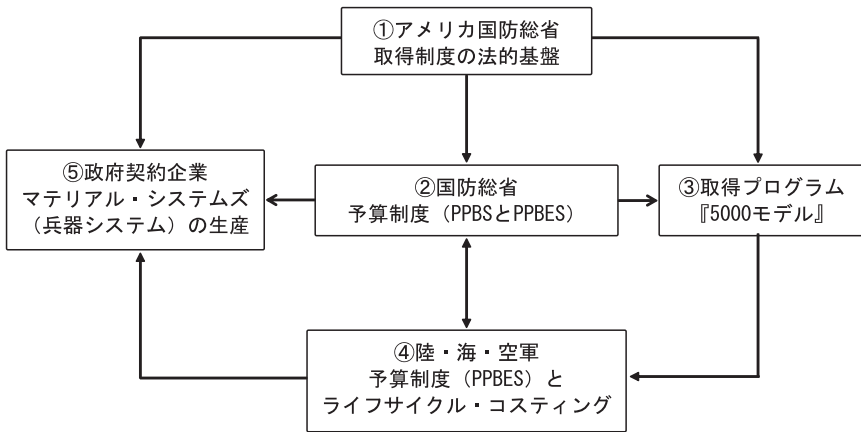 ①アメリカ国防総省
取得制度の法的基盤
⑤政府契約企業
マテリアル・システムズ
（兵器システム）の生産
②国防総省
予算制度（PPBSとPPBES）
③取得プログラム
『5000モデル』
④陸・海・空軍
予算制度（PPBES）と
ライフサイクル・コスティング